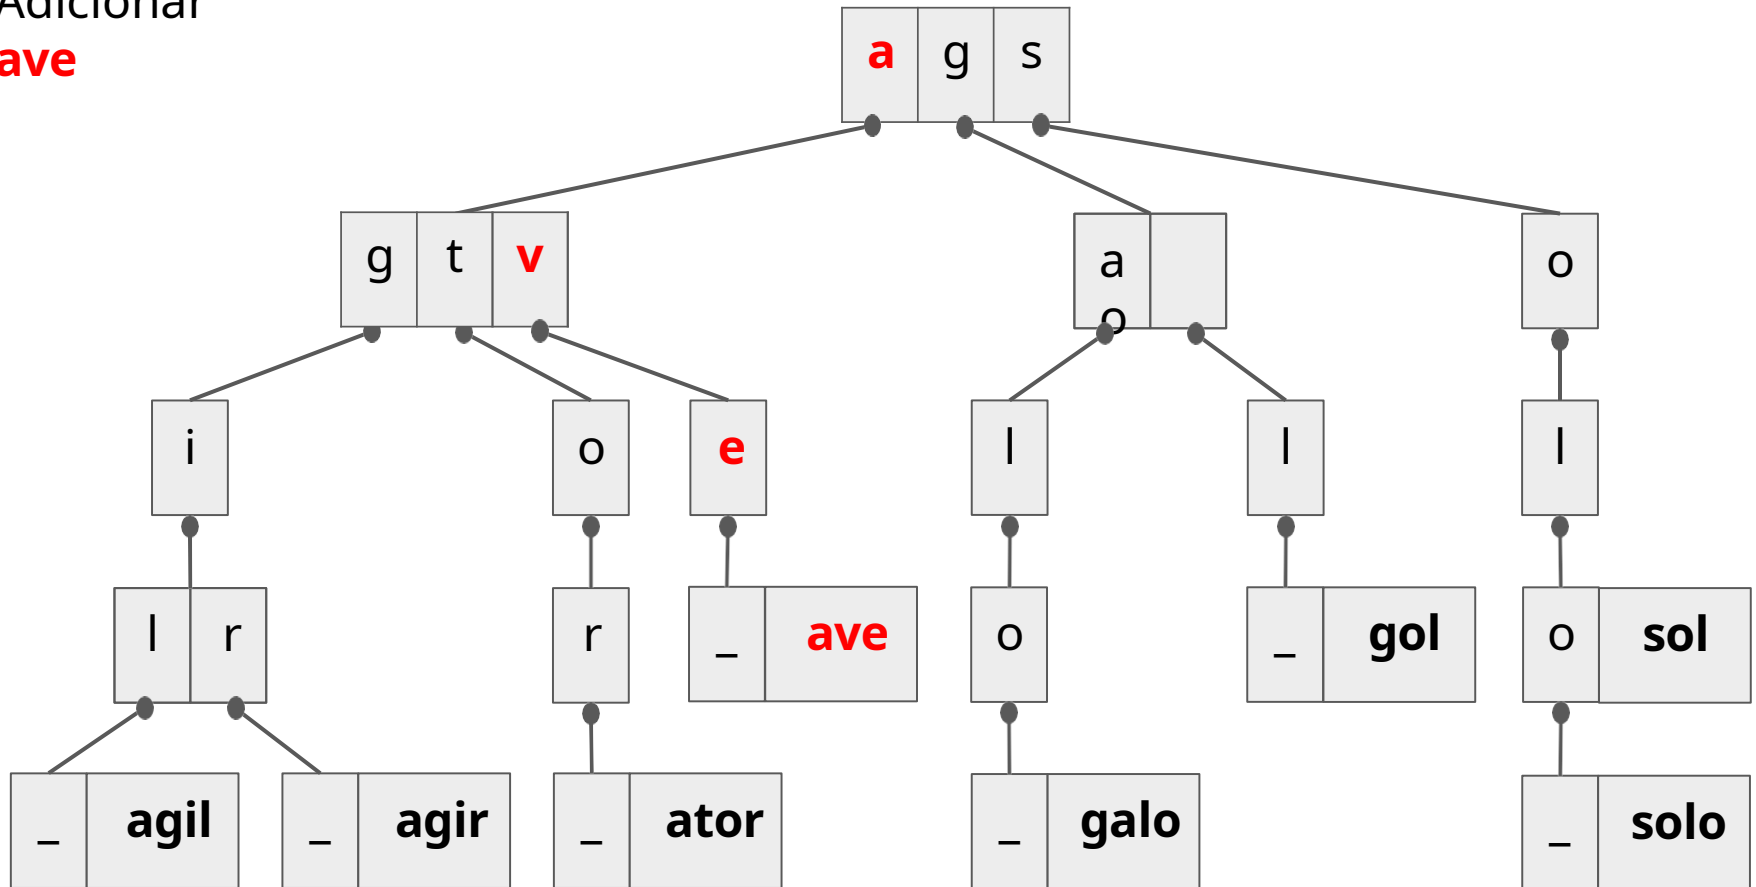 Adicionar
ave
a g s
g t v
a
o
o
i
o
e
l
l
l
l r
r
_ ave
o
_ gol
o sol
_ agil
_ agir
_ ator
_ galo
_ solo